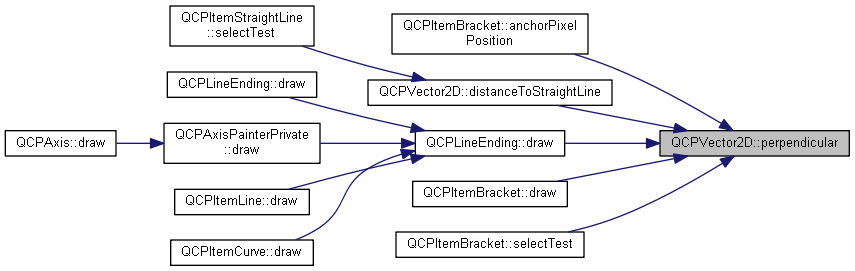 QCPItemStraightLine
::selectTest
QCPItemBracket::anchorPixel
Position
QCPLineEnding::draw
QCPVector2D::distanceToStraightLine
QCPAxis::draw
QCPAxisPainterPrivate
::draw
QCPLineEnding::draw
QCPVector2D::perpendicular
QCPItemLine::draw
QCPItemBracket::draw
QCPItemCurve::draw
QCPItemBracket::selectTest